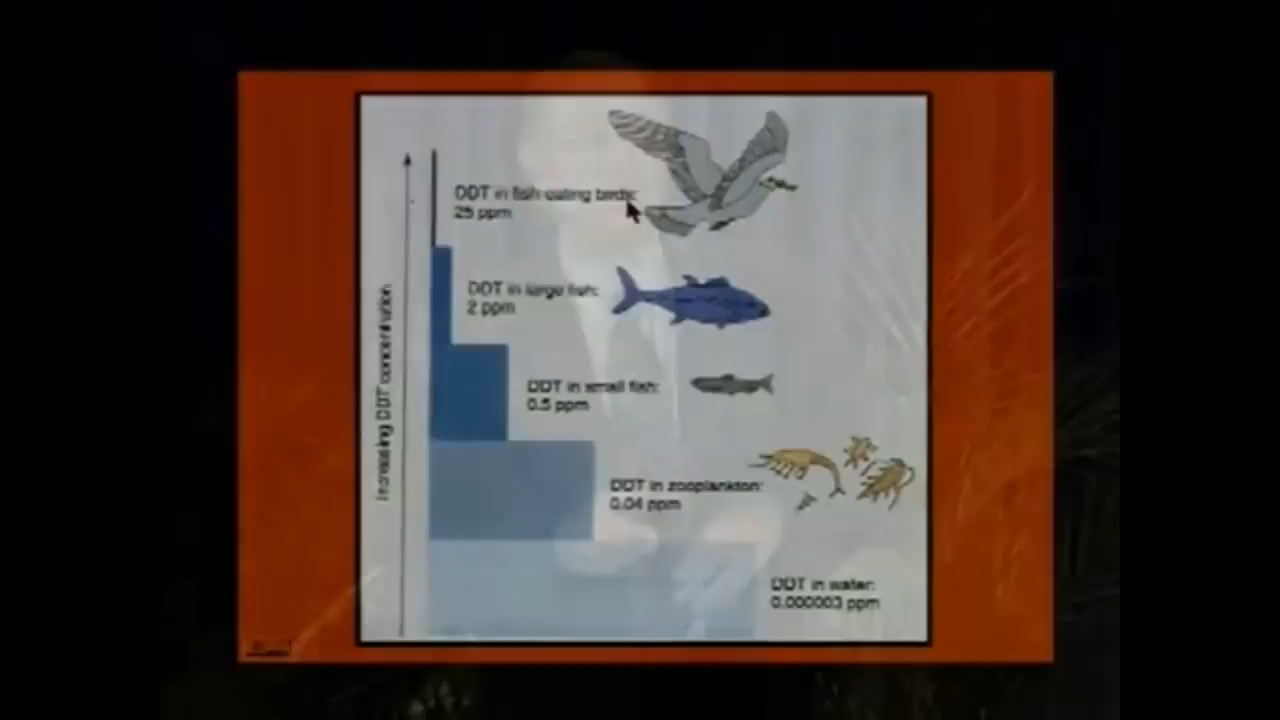 DDT in fish-eating birds:
25 ppm
DDT in large fish:
2 ppm
Increasing DDT concentration
DDT in small fish:
0.5 ppm
DDT in zooplankton:
0.04 ppm
DDT in water:
0.000003 ppm